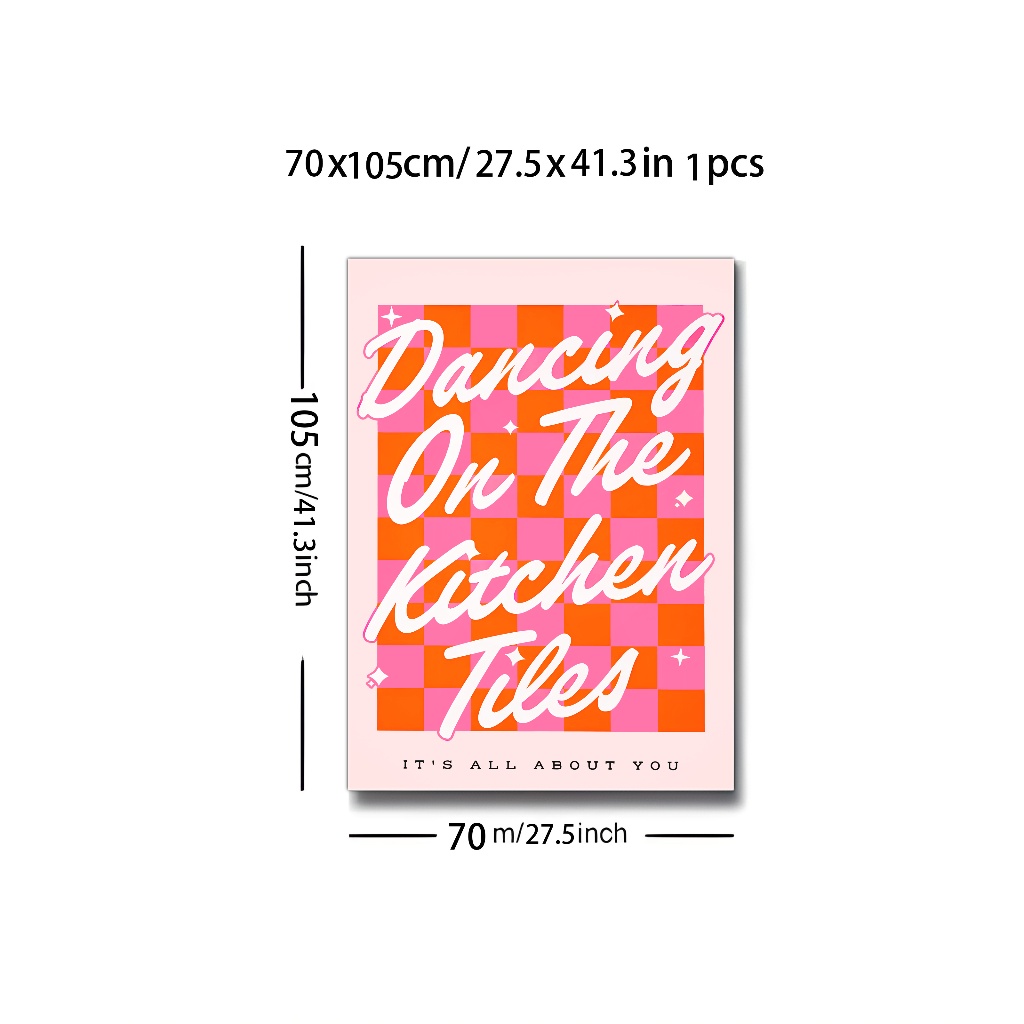 70x105cm/27.5x41.3in 1pcs
105cm/41.3inch
Dancing
On The
Kitchen
Tiles
IT'S ALL ABOUT YOU
70 m/27.5inch